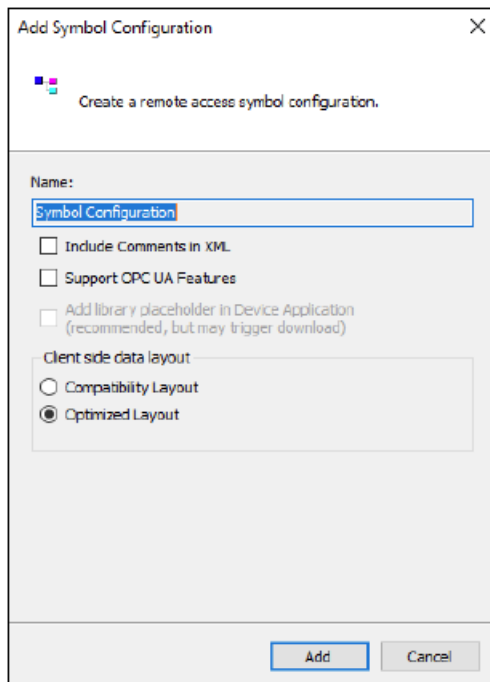 Add Symbol Configuration
Create a remote access symbol configuration.
Name:
Symbol Configuration
Include Comments in XML
Support OPC UA Features
Add library placeholder in Device Application
(recommended, but may trigger download)
Client side data layout
Compatibility Layout
Optimized Layout
Add
Cancel